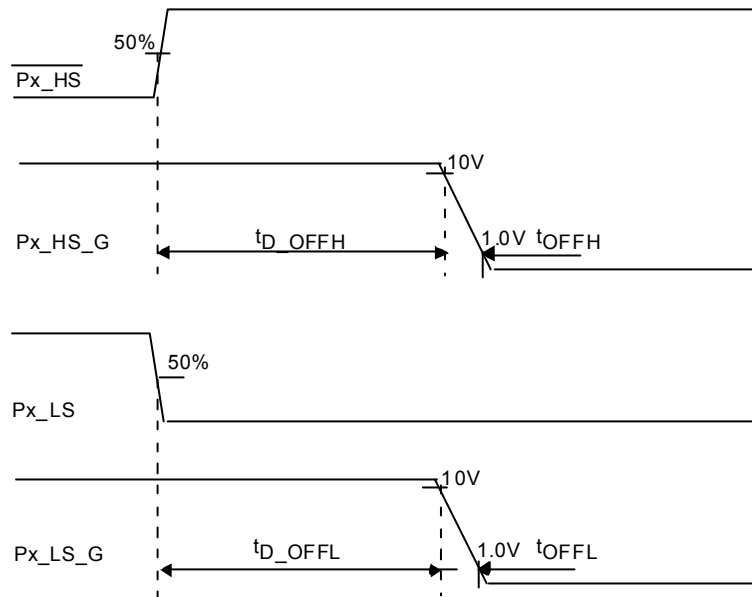 50%
Px_HS
10V
Px_HS_G
tD_OFFH
1.0V tOFFH
50%
Px_LS
10V
Px_LS_G
tD_OFFL
1.0V tOFFL